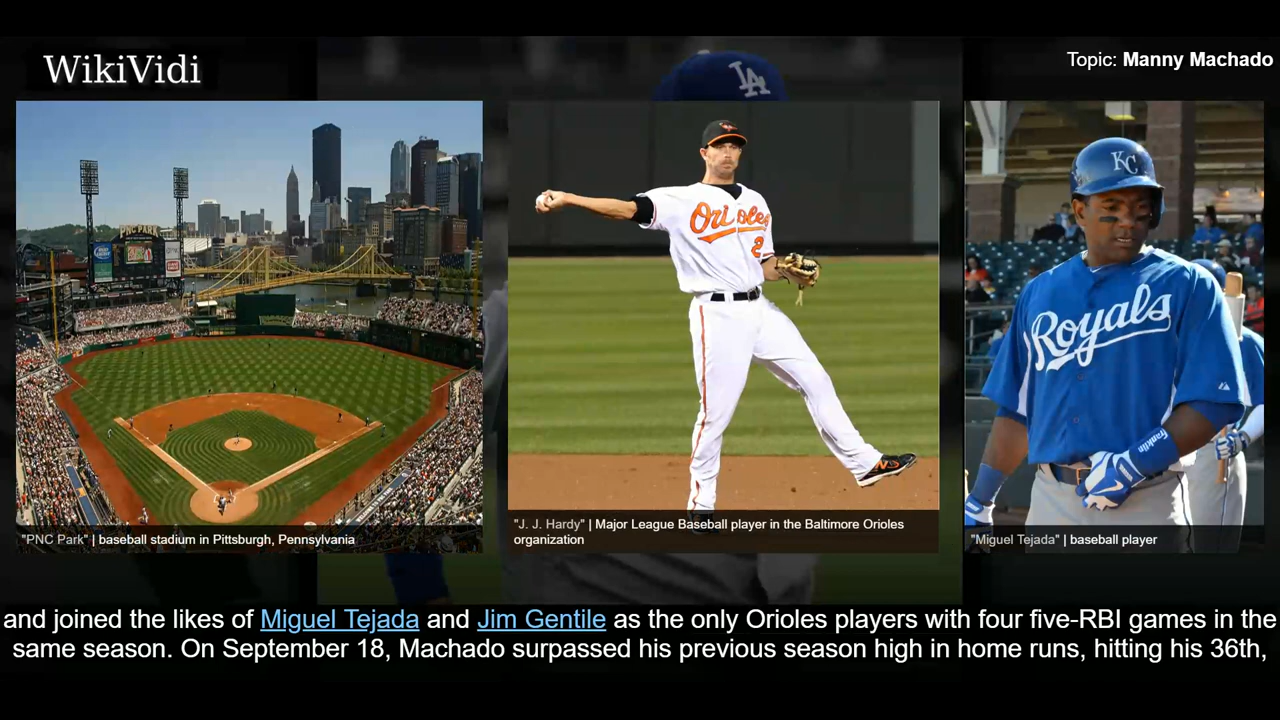 WikiVidi
Topic: Manny Machado
LA
PNC PARK
Orioles
2
KC
Royals
Franklin
"PNC Park" | baseball stadium in Pittsburgh, Pennsylvania
"J. J. Hardy" | Major League Baseball player in the Baltimore Orioles
organization
"Miguel Tejada" | baseball player
and joined the likes of Miguel Tejada and Jim Gentile as the only Orioles players with four five-RBI games in the
same season. On September 18, Machado surpassed his previous season high in home runs, hitting his 36th,